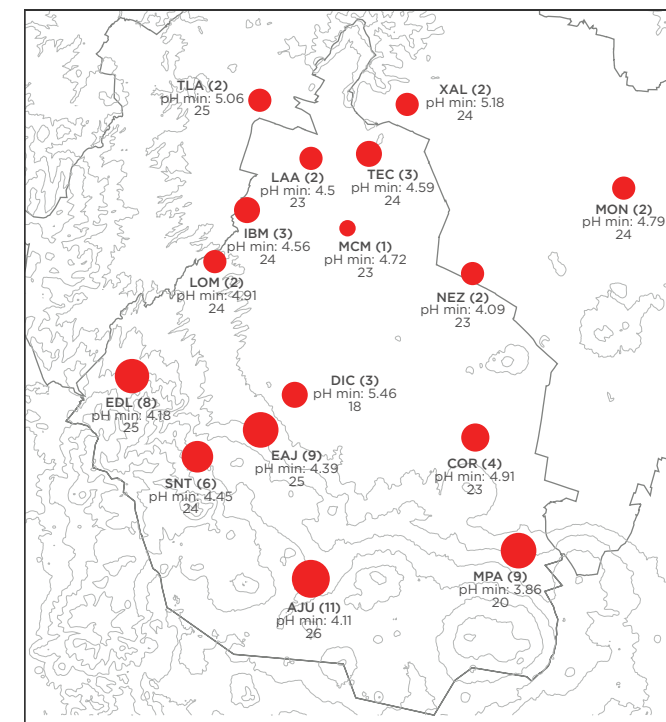 TLA (2)
pH min: 5.06
25
XAL (2)
pH min: 5.18
24
LAA (2)
pH min: 4.5
23
TEC (3)
pH min: 4.59
24
MON (2)
pH min: 4.79
24
IBM (3)
pH min: 4.56
24
MCM (1)
pH min: 4.72
23
LOM (2)
pH min: 4.91
24
NEZ (2)
pH min: 4.09
23
EDL (8)
pH min: 4.18
25
DIC (3)
pH min: 5.46
18
EAJ (9)
pH min: 4.39
25
COR (4)
pH min: 4.91
23
SNT (6)
pH min: 4.45
24
MPA (9)
pH min: 3.86
20
AJU (11)
pH min: 4.11
26